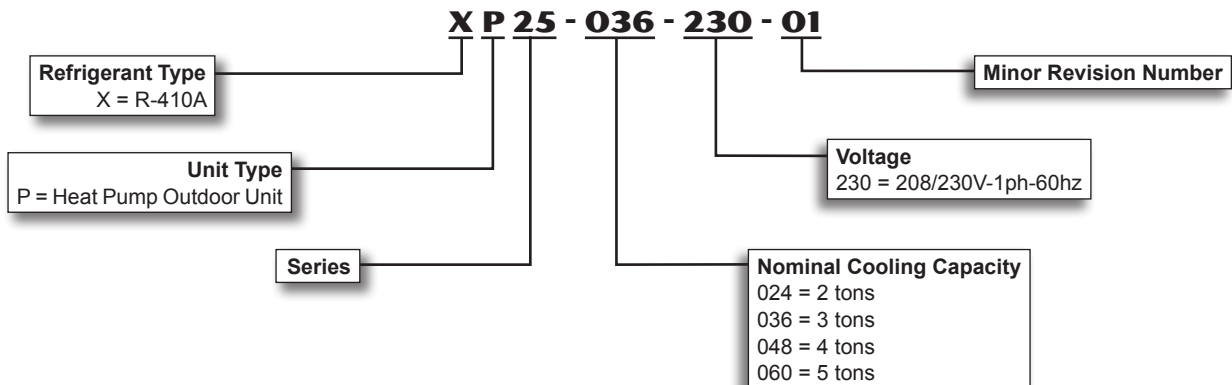 XP25-036-230-01
Refrigerant Type
X = R-410A
Minor Revision Number
Unit Type
P = Heat Pump Outdoor Unit
Voltage
230 = 208/230V-1ph-60hz
Series
Nominal Cooling Capacity
024 = 2 tons
036 = 3 tons
048 = 4 tons
060 = 5 tons